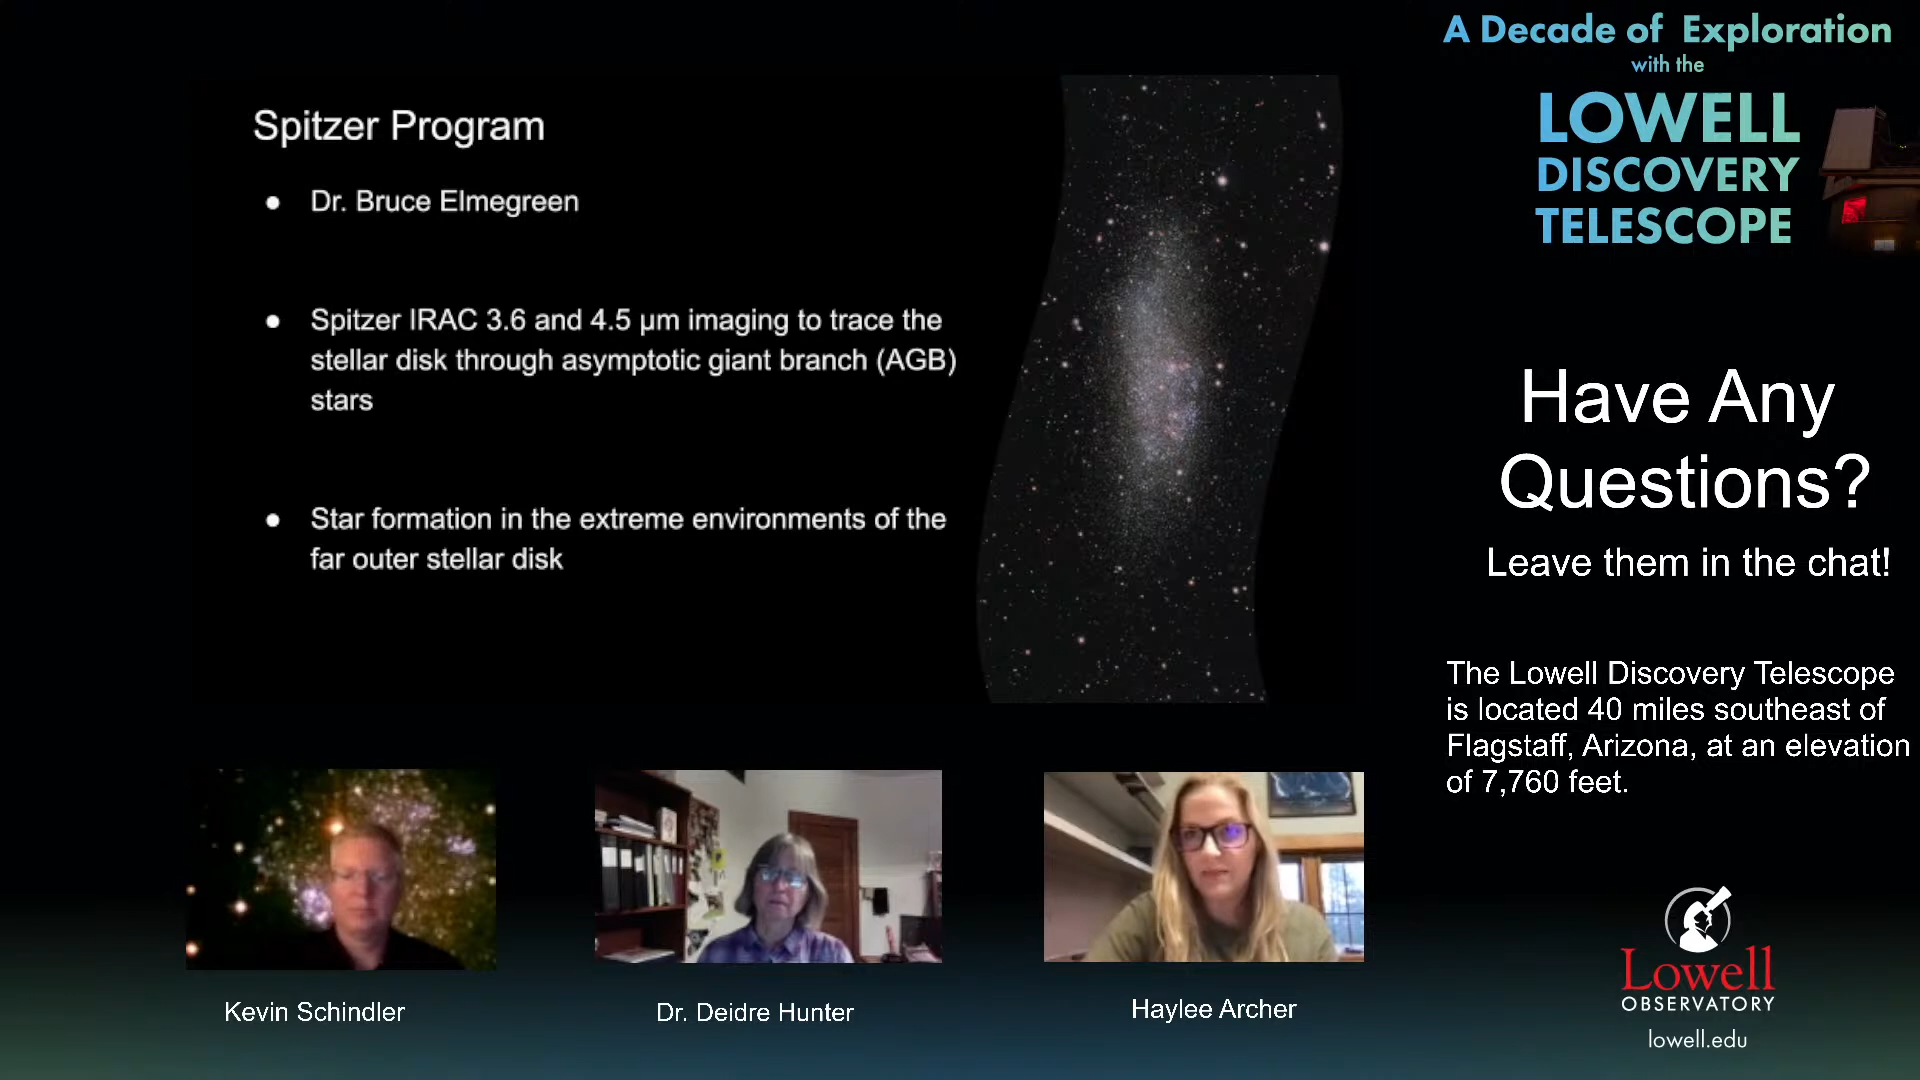 Spitzer Program
● Dr. Bruce Elmegreen
● Spitzer IRAC 3.6 and 4.5 μm imaging to trace the
stellar disk through asymptotic giant branch (AGB)
stars
● Star formation in the extreme environments of the
far outer stellar disk
A Decade of Exploration
with the
LOWELL
DISCOVERY
TELESCOPE
Have Any
Questions?
Leave them in the chat!
The Lowell Discovery Telescope
is located 40 miles southeast of
Flagstaff, Arizona, at an elevation
of 7,760 feet.
Kevin Schindler
Dr. Deidre Hunter
Haylee Archer
Lowell
OBSERVATORY
lowell.edu